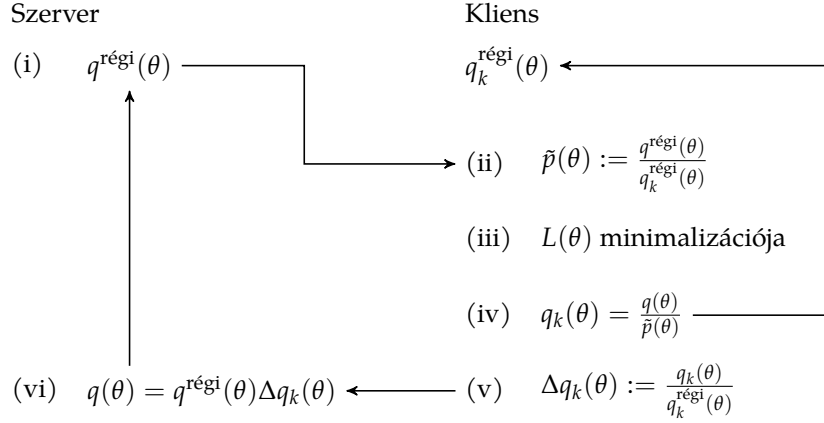 Szerver Kliens
(i) q^régi(θ) q_k^régi(θ)
(ii) p̃(θ) := q^régi(θ) / q_k^régi(θ)
(iii) L(θ) minimalizációja
(iv) q_k(θ) = q(θ) / p̃(θ)
(vi) q(θ) = q^régi(θ)Δq_k(θ) (v) Δq_k(θ) := q_k(θ) / q_k^régi(θ)